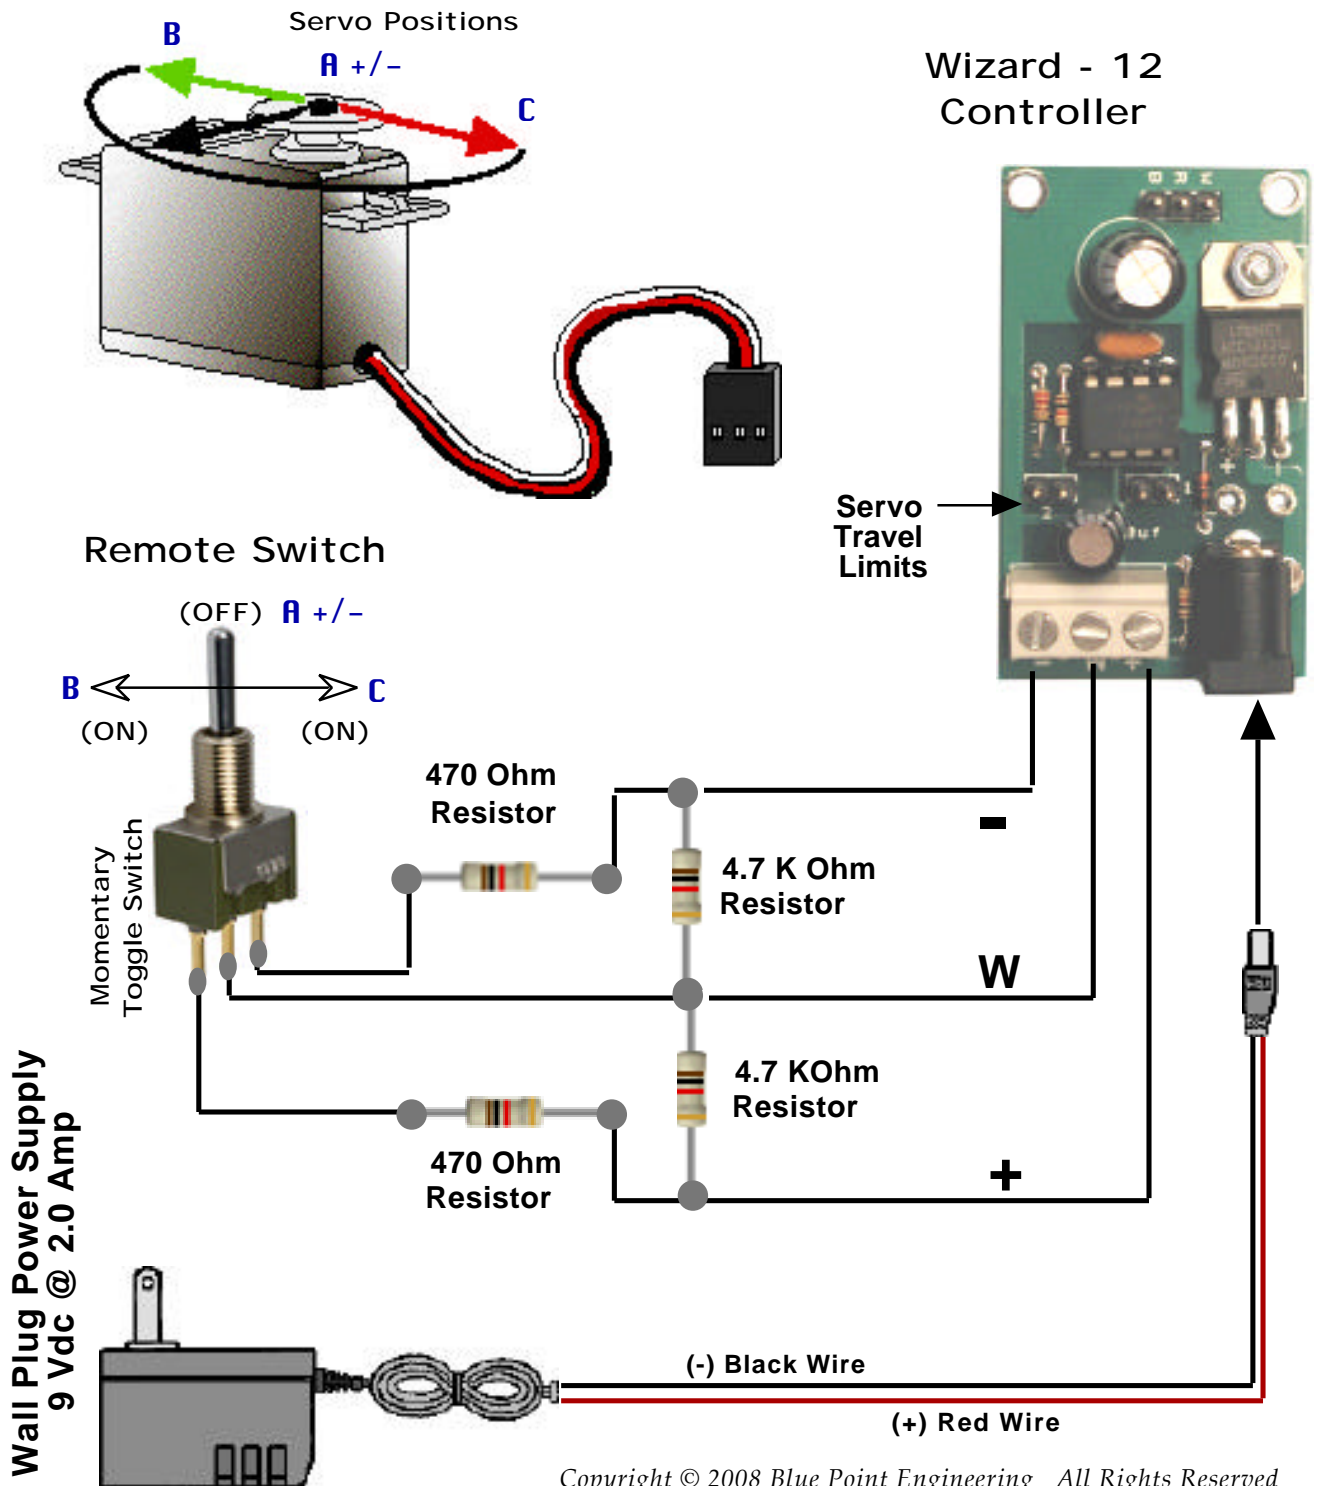 Servo Positions
B
A +/-
C
Wizard - 12
Controller
B R W
Servo
Travel
Limits
1
2
Remote Switch
(OFF) A +/-
B
C
(ON)
(ON)
Momentary
Toggle Switch
470 Ohm
Resistor
4.7 K Ohm
Resistor
-
W
4.7 KOhm
Resistor
470 Ohm
Resistor
+
Wall Plug Power Supply
9 Vdc @ 2.0 Amp
(-) Black Wire
(+) Red Wire
Copyright © 2008 Blue Point Engineering All Rights Reserved